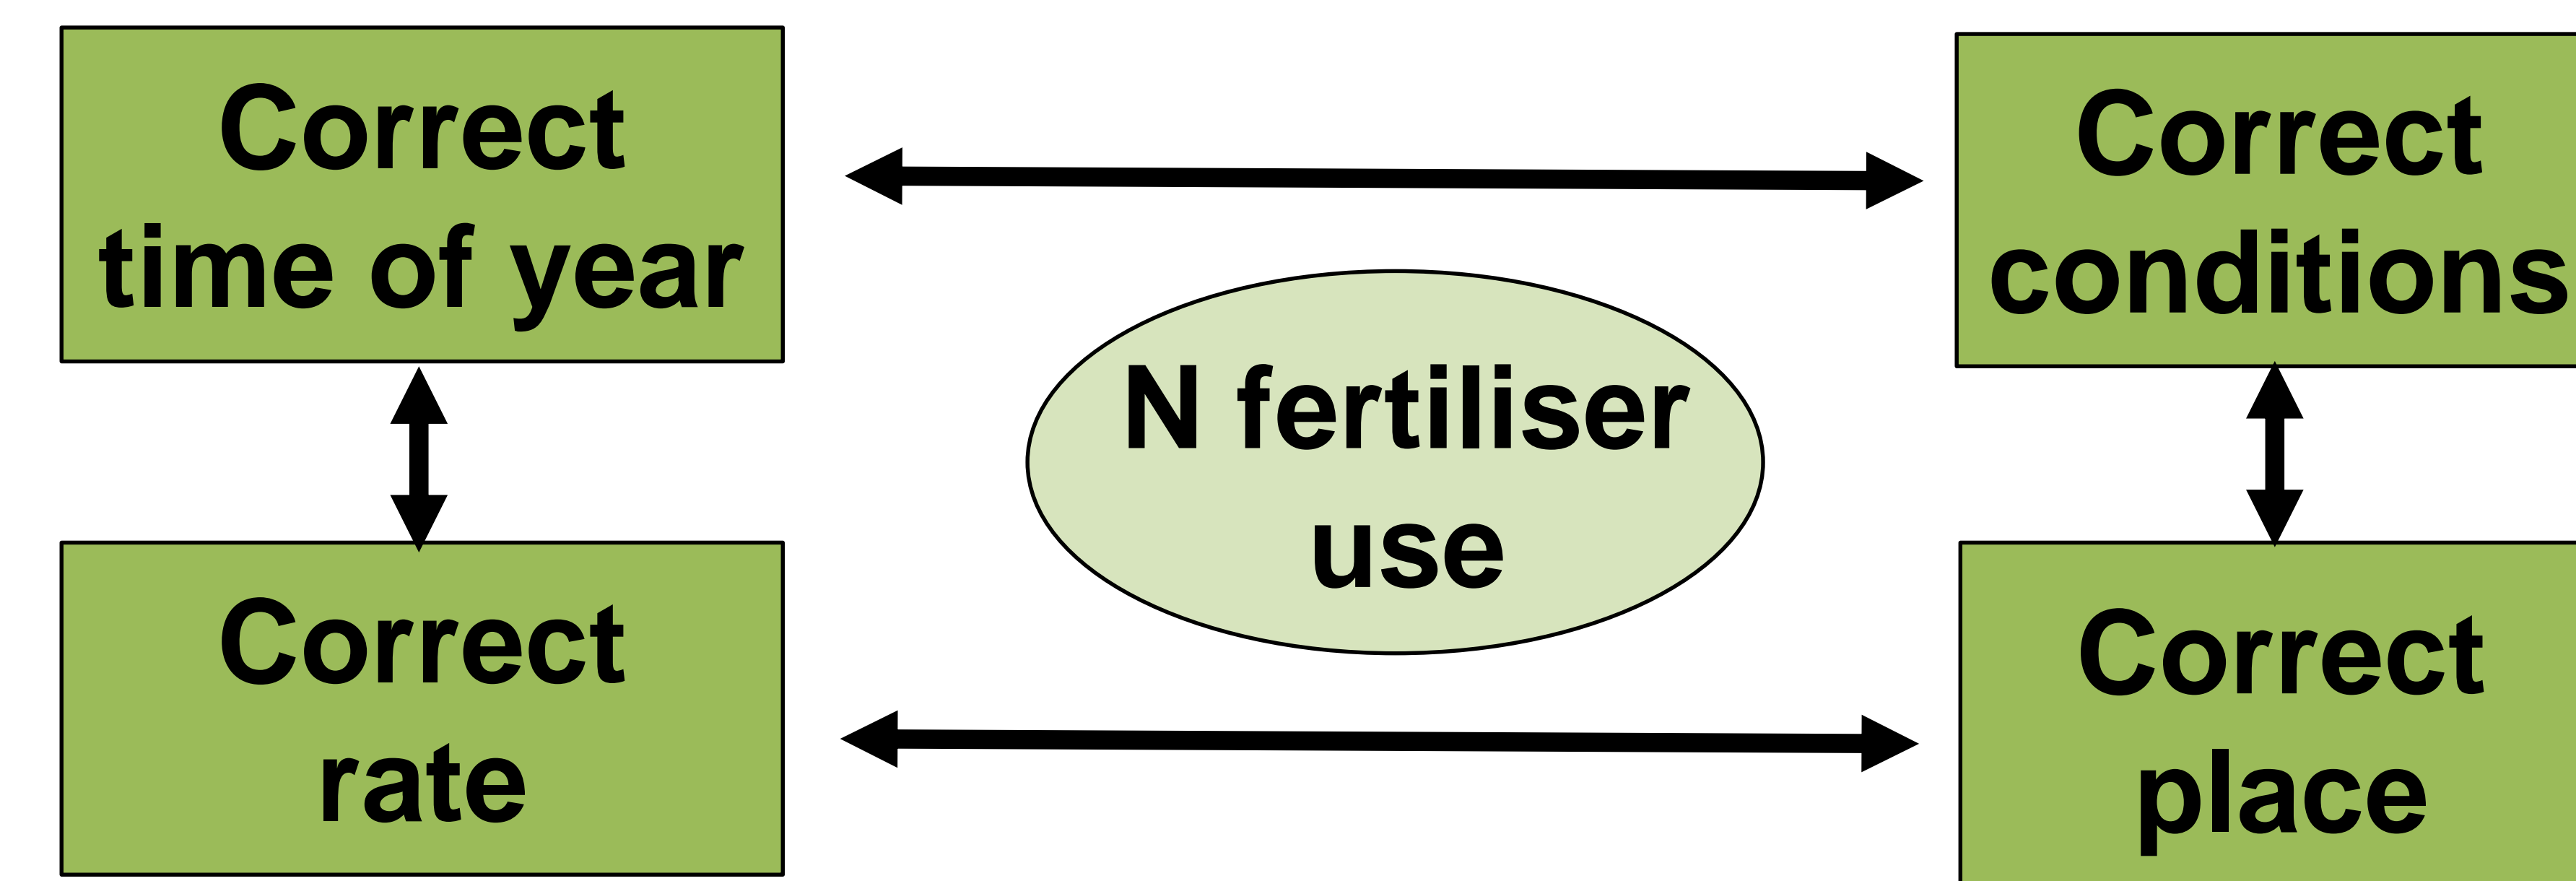 Correct
time of year
Correct
conditions
N fertiliser
use
Correct
rate
Correct
place